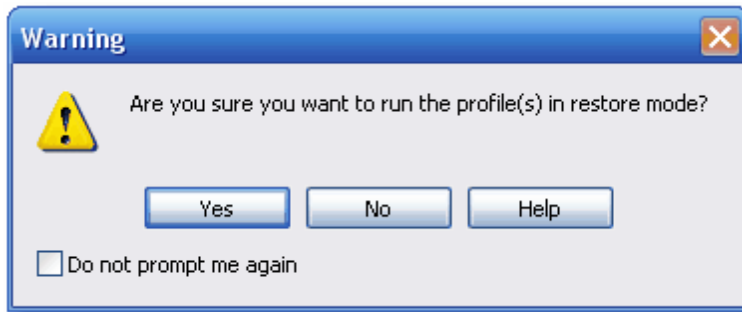 Warning
Are you sure you want to run the profile(s) in restore mode?
Yes No Help
Do not prompt me again